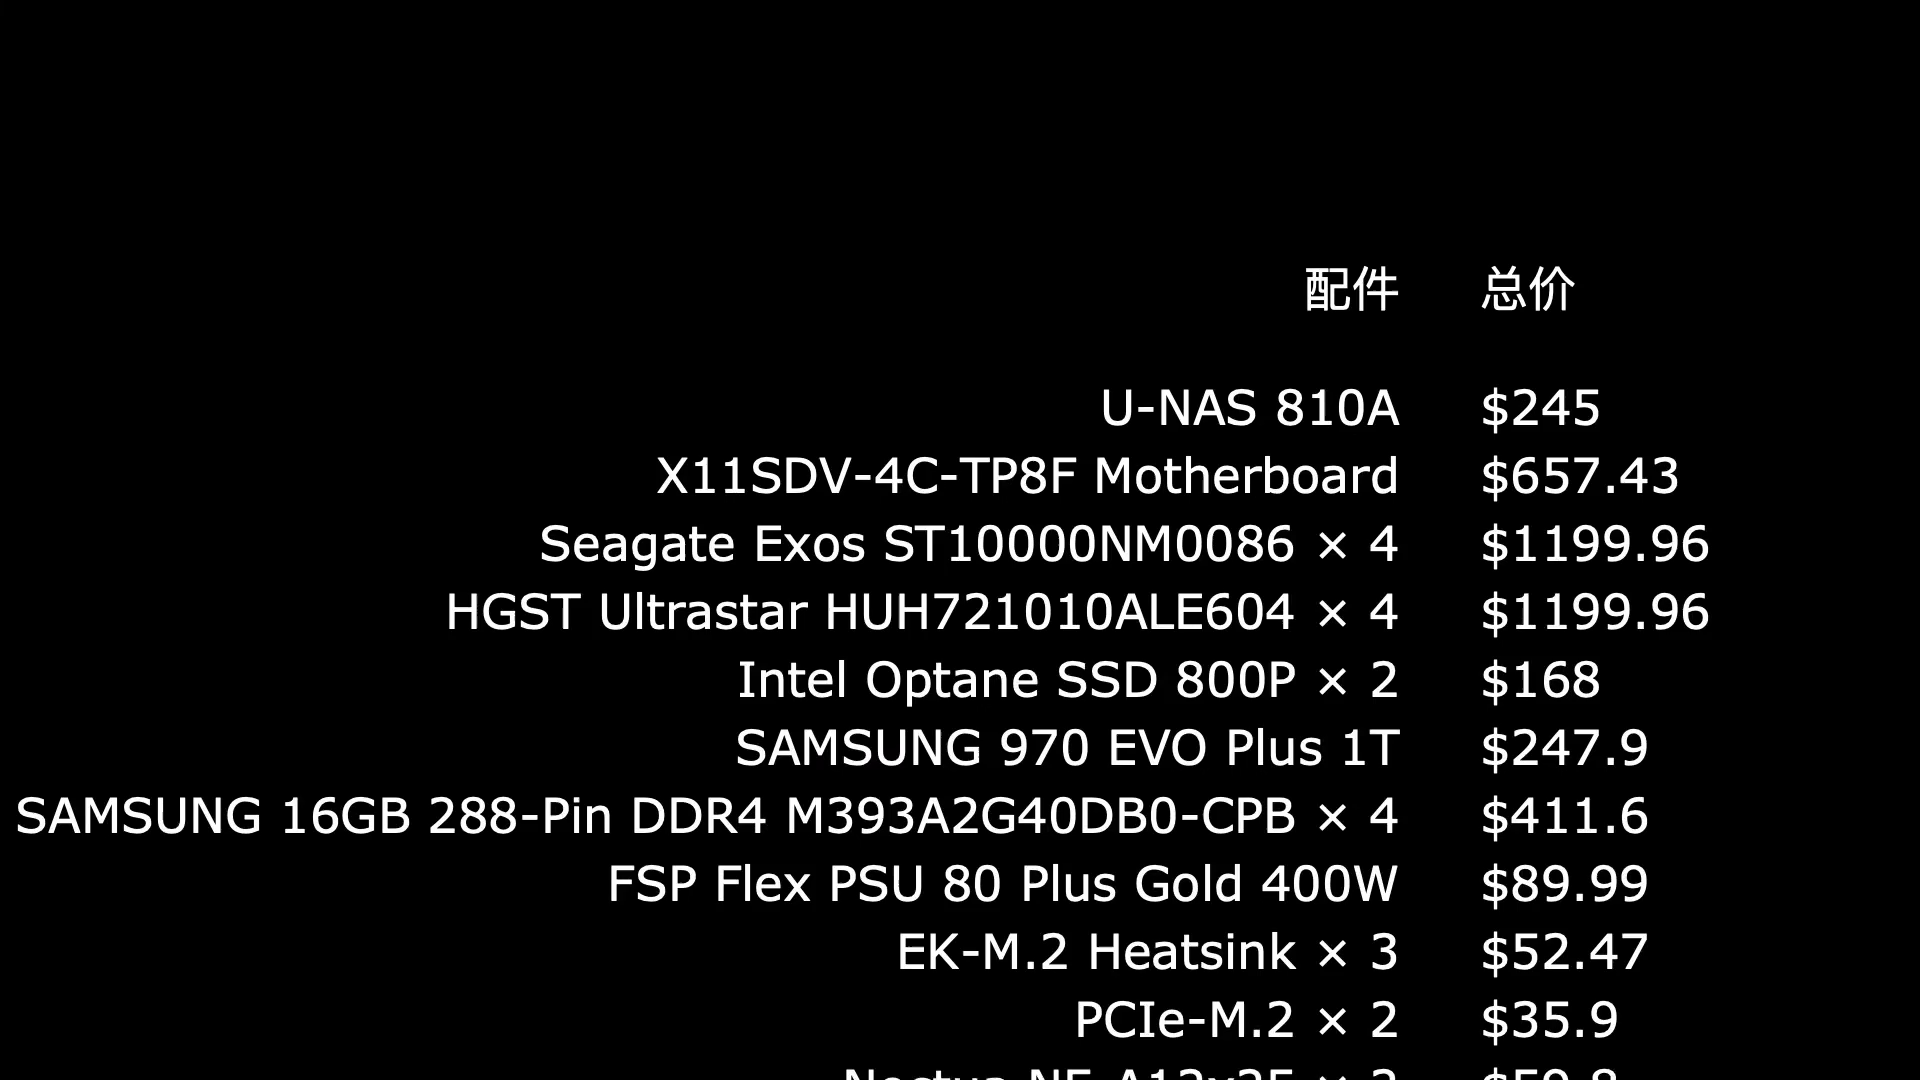 配件 总价
U-NAS 810A $245
X11SDV-4C-TP8F Motherboard $657.43
Seagate Exos ST10000NM0086 × 4 $1199.96
HGST Ultrastar HUH721010ALE604 × 4 $1199.96
Intel Optane SSD 800P × 2 $168
SAMSUNG 970 EVO Plus 1T $247.9
SAMSUNG 16GB 288-Pin DDR4 M393A2G40DB0-CPB × 4 $411.6
FSP Flex PSU 80 Plus Gold 400W $89.99
EK-M.2 Heatsink × 3 $52.47
PCIe-M.2 × 2 $35.9